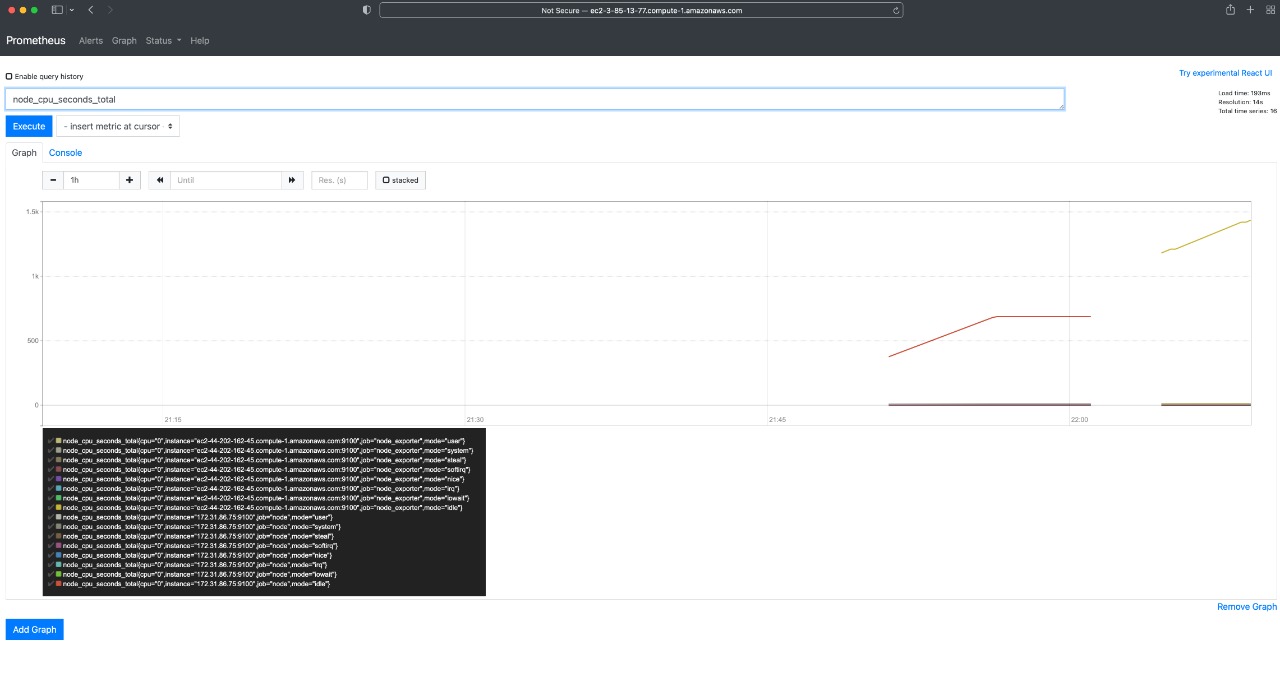 Not Secure — ec2-3-85-13-77.compute-1.amazonaws.com
Prometheus Alerts Graph Status Help
Enable query history
Try experimental React UI
node_cpu_seconds_total
Load time: 193ms
Resolution: 14s
Total time series: 16
Execute - insert metric at cursor
Graph Console
− 1h + Until Res. (s) stacked
1.5k
1k
500
0
21:15 21:30 21:45 22:00
node_cpu_seconds_total{cpu="0",instance="ec2-44-202-162-45.compute-1.amazonaws.com:9100",job="node_exporter",mode="user"}
node_cpu_seconds_total{cpu="0",instance="ec2-44-202-162-45.compute-1.amazonaws.com:9100",job="node_exporter",mode="system"}
node_cpu_seconds_total{cpu="0",instance="ec2-44-202-162-45.compute-1.amazonaws.com:9100",job="node_exporter",mode="steal"}
node_cpu_seconds_total{cpu="0",instance="ec2-44-202-162-45.compute-1.amazonaws.com:9100",job="node_exporter",mode="softirq"}
node_cpu_seconds_total{cpu="0",instance="ec2-44-202-162-45.compute-1.amazonaws.com:9100",job="node_exporter",mode="nice"}
node_cpu_seconds_total{cpu="0",instance="ec2-44-202-162-45.compute-1.amazonaws.com:9100",job="node_exporter",mode="irq"}
node_cpu_seconds_total{cpu="0",instance="ec2-44-202-162-45.compute-1.amazonaws.com:9100",job="node_exporter",mode="iowait"}
node_cpu_seconds_total{cpu="0",instance="ec2-44-202-162-45.compute-1.amazonaws.com:9100",job="node_exporter",mode="idle"}
node_cpu_seconds_total{cpu="0",instance="172.31.86.75:9100",job="node",mode="user"}
node_cpu_seconds_total{cpu="0",instance="172.31.86.75:9100",job="node",mode="system"}
node_cpu_seconds_total{cpu="0",instance="172.31.86.75:9100",job="node",mode="steal"}
node_cpu_seconds_total{cpu="0",instance="172.31.86.75:9100",job="node",mode="softirq"}
node_cpu_seconds_total{cpu="0",instance="172.31.86.75:9100",job="node",mode="nice"}
node_cpu_seconds_total{cpu="0",instance="172.31.86.75:9100",job="node",mode="irq"}
node_cpu_seconds_total{cpu="0",instance="172.31.86.75:9100",job="node",mode="iowait"}
node_cpu_seconds_total{cpu="0",instance="172.31.86.75:9100",job="node",mode="idle"}
Remove Graph
Add Graph